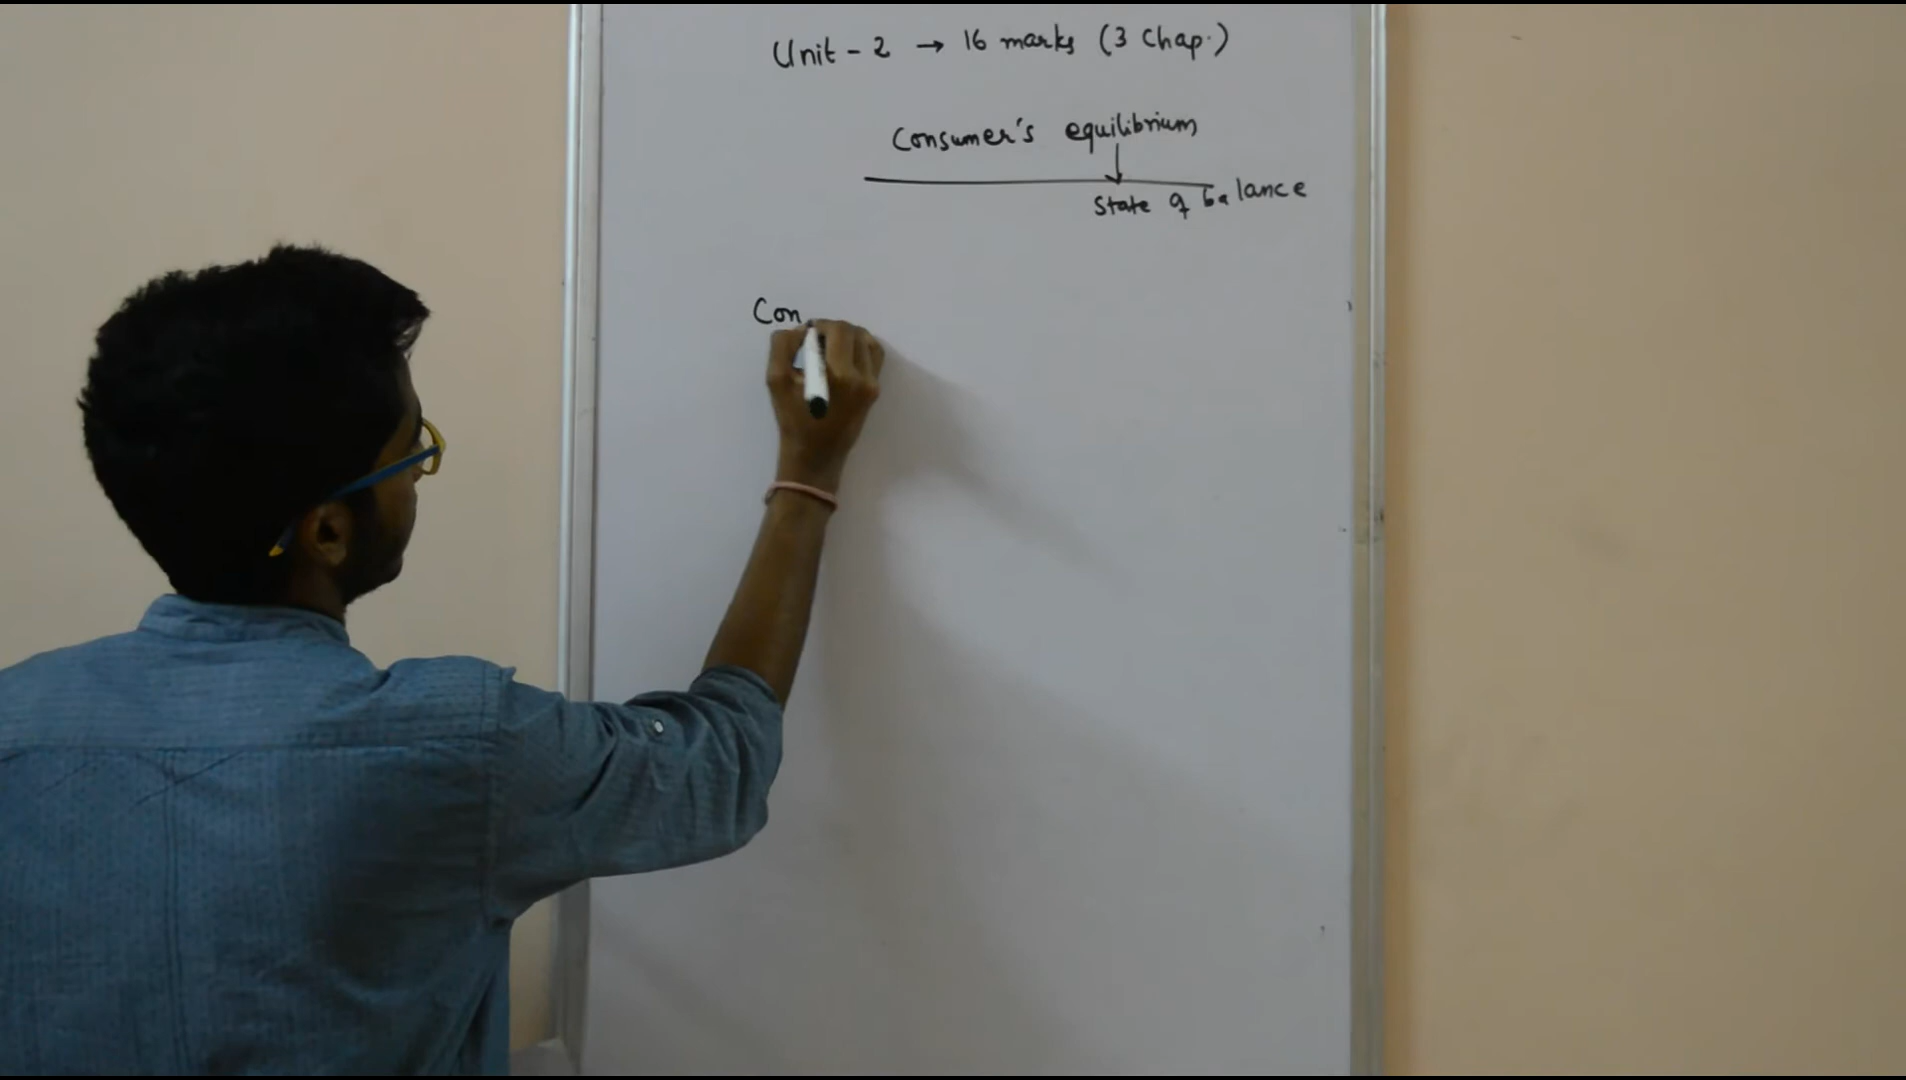 Unit - 2 → 16 marks (3 Chap.)
Consumer's equilibrium
↓
State of balance
Con